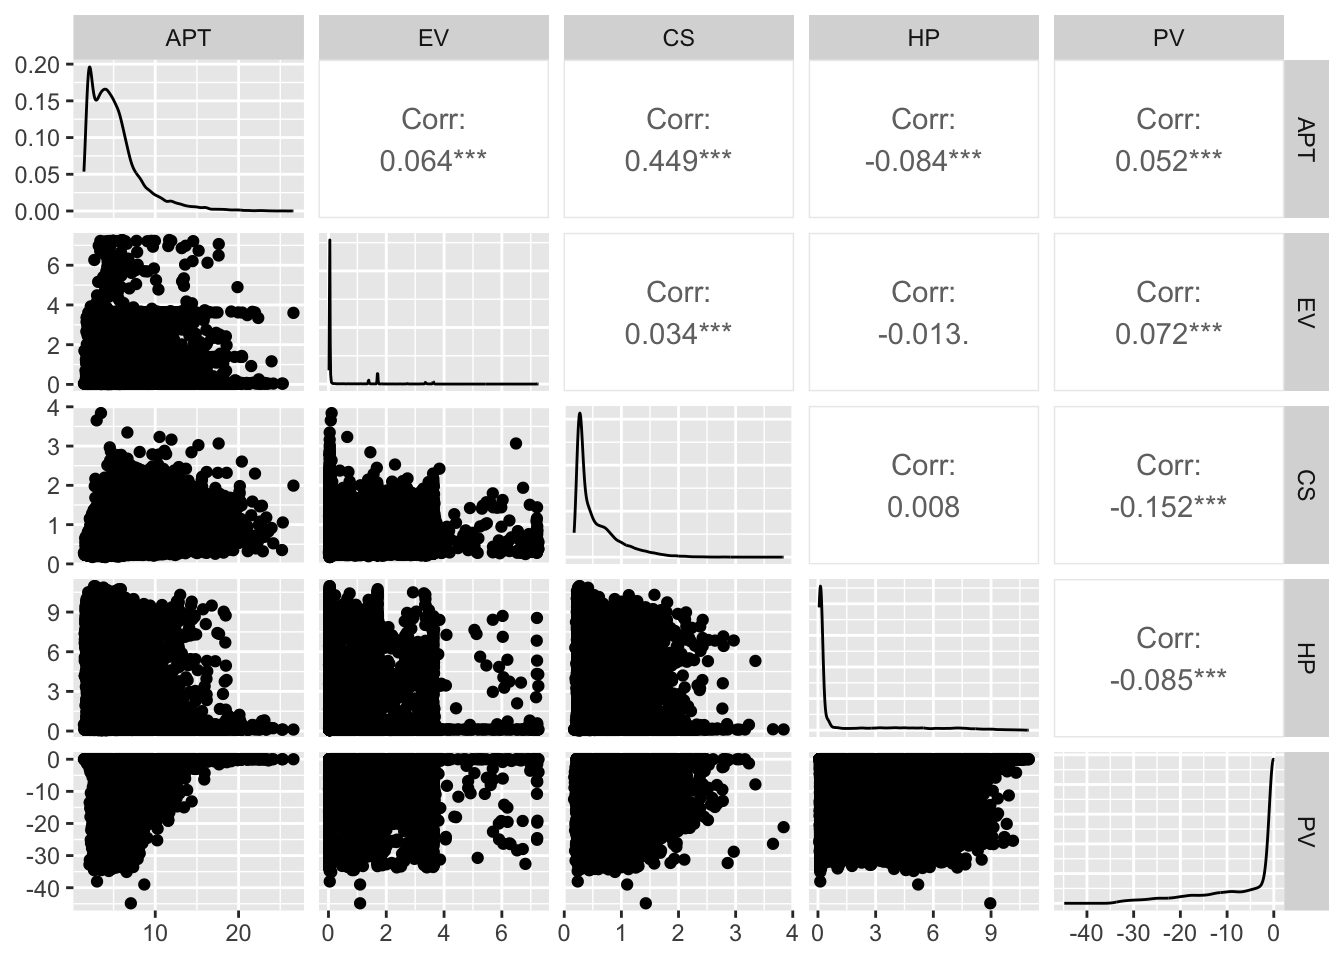 APT EV CS HP PV
0.20
0.15
0.10
0.05
0.00
Corr:
0.064***
Corr:
0.449***
Corr:
-0.084***
Corr:
0.052***
APT
6
4
2
0
Corr:
0.034***
Corr:
-0.013.
Corr:
0.072***
EV
4
3
2
1
0
Corr:
0.008
Corr:
-0.152***
CS
9
6
3
0
Corr:
-0.085***
HP
0
-10
-20
-30
-40
PV
10 20 0 2 4 6 0 1 2 3 4 0 3 6 9 -40 -30 -20 -10 0